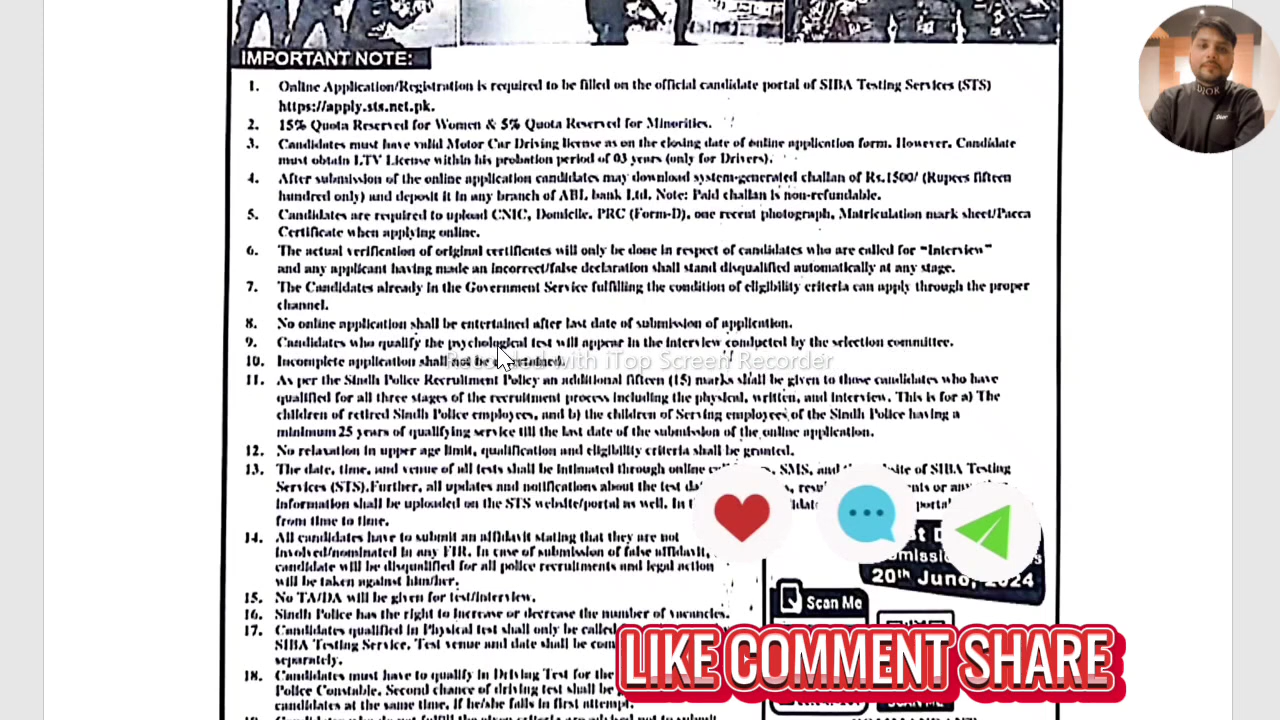 IMPORTANT NOTE:
1. Online Application/Registration is required to be filled on the official candidate portal of SIBA Testing Services (STS)
https://apply.sts.net.pk.
2. 15% Quota Reserved for Women & 5% Quota Reserved for Minorities.
3. Candidates must have valid Motor Car Driving license as on the closing date of online application form. However, Candidate
must obtain LTV License within his probation period of 03 years (only for Drivers).
4. After submission of the online application candidates may download system-generated challan of Rs.1500/ (Rupees fifteen
hundred only) and deposit it in any branch of ABL bank Ltd. Note: Paid challan is non-refundable.
5. Candidates are required to upload CNIC, Domicile, PRC (Form-D), one recent photograph, Matriculation mark sheet/Pacca
Certificate when applying online.
6. The actual verification of original certificates will only be done in respect of candidates who are called for "Interview"
and any applicant having made an incorrect/false declaration shall stand disqualified automatically at any stage.
7. The Candidates already in the Government Service fulfilling the condition of eligibility criteria can apply through the proper
channel.
8. No online application shall be entertained after last date of submission of application.
9. Candidates who qualify the psychological test will appear in the interview conducted by the selection committee.
10. Incomplete application shall not be entertained.
Recorded with iTop Screen Recorder
11. As per the Sindh Police Recruitment Policy an additional fifteen (15) marks shall be given to those candidates who have
qualified for all three stages of the recruitment process including the physical, written, and interview. This is for a) The
children of retired Sindh Police employees, and b) the children of Serving employees of the Sindh Police having a
minimum 25 years of qualifying service till the last date of the submission of the online application.
12. No relaxation in upper age limit, qualification and eligibility criteria shall be granted.
13. The date, time, and venue of all tests shall be intimated through online SMS, and of SIBA Testing
Services (STS).Further, all updates and notifications about the test or any
information shall be uploaded on the STS website/portal as well. In
from time to time.
14. All candidates have to submit an affidavit stating that they are not
involved/nominated in any FIR. In case of submission of false affidavit,
candidate will be disqualified for all police recruitments and legal action
will be taken against him/her.
15. No TA/DA will be given for test/interview.
16. Sindh Police has the right to increase or decrease the number of vacancies.
17. Candidates qualified in Physical test shall only be called
SIBA Testing Service. Test venue and date shall be
separately.
18. Candidates must have to qualify in Driving Test for the
Police Constable. Second chance of driving test shall be
candidates at the same time. If he/she fails in first attempt.
20th June, 2024
Scan Me
LIKE COMMENT SHARE
SCAN ME
DIOR
Dior